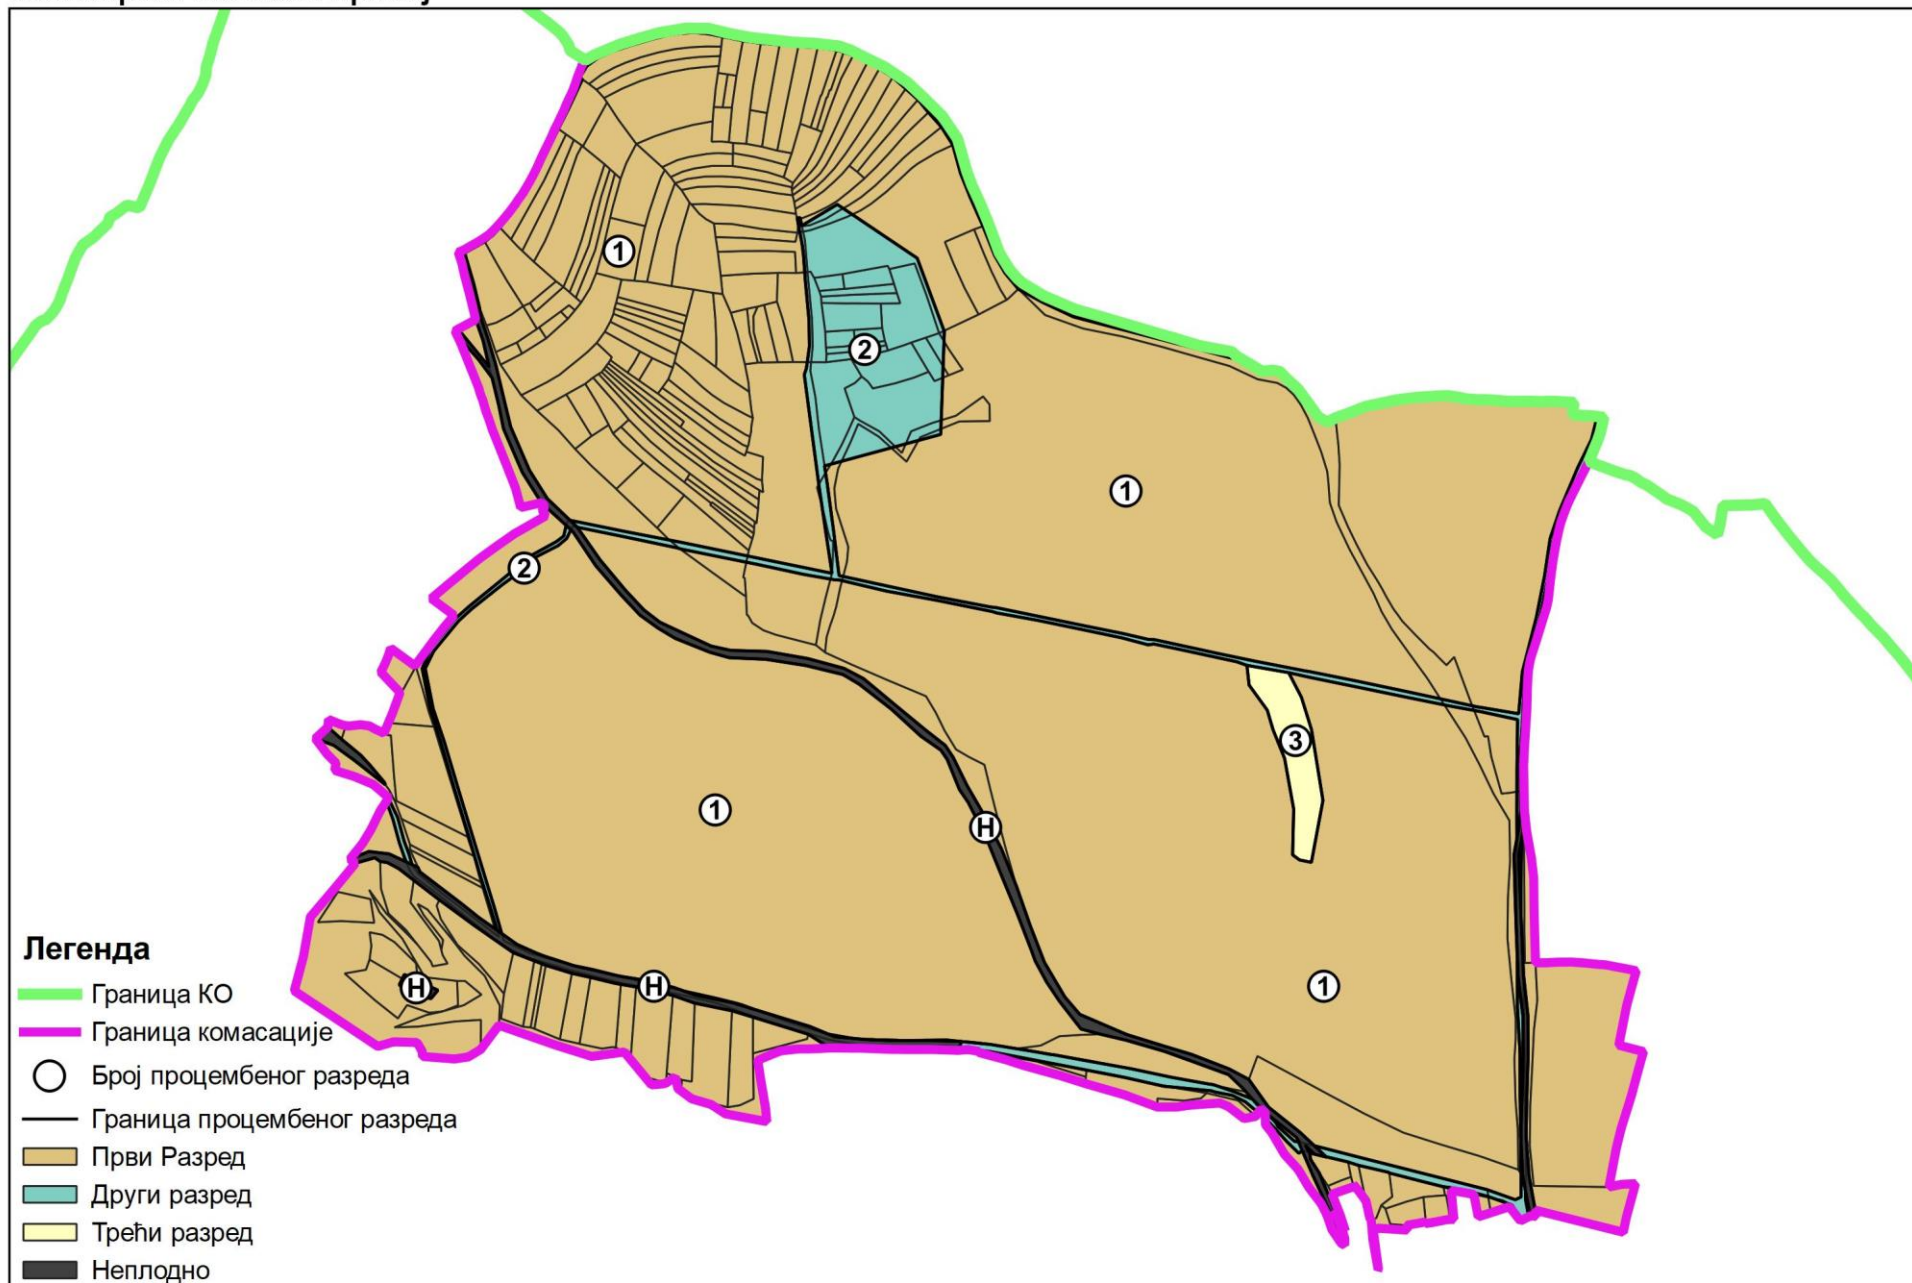 1
2
1
2
3
1
H
1
H
H
Легенда
Граница КО
Граница комасације
Број процембеног разреда
Граница процембеног разреда
Први Разред
Други разред
Трећи разред
Неплодно